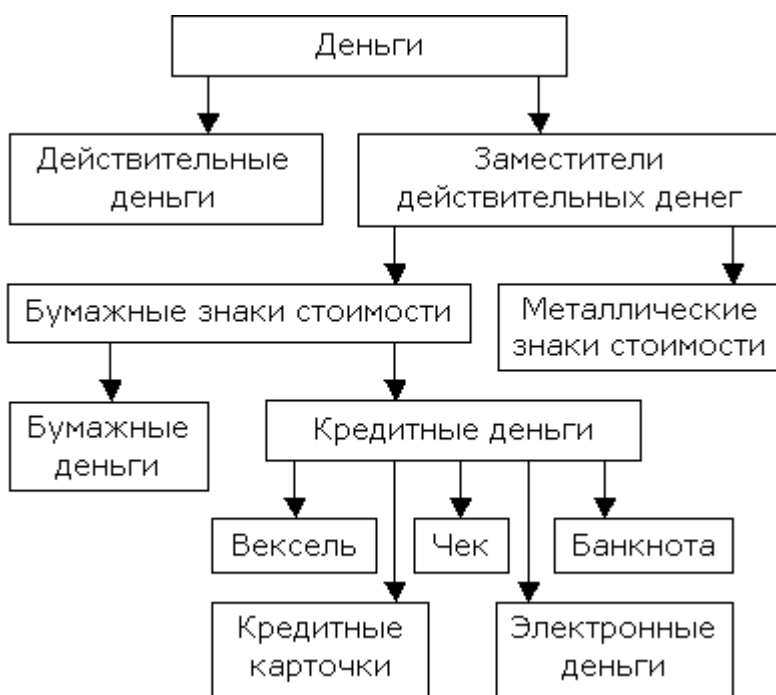 Деньги
Действительные
деньги
Заместители
действительных денег
Бумажные знаки стоимости
Металлические
знаки стоимости
Бумажные
деньги
Кредитные деньги
Вексель
Чек
Банкнота
Кредитные
карточки
Электронные
деньги